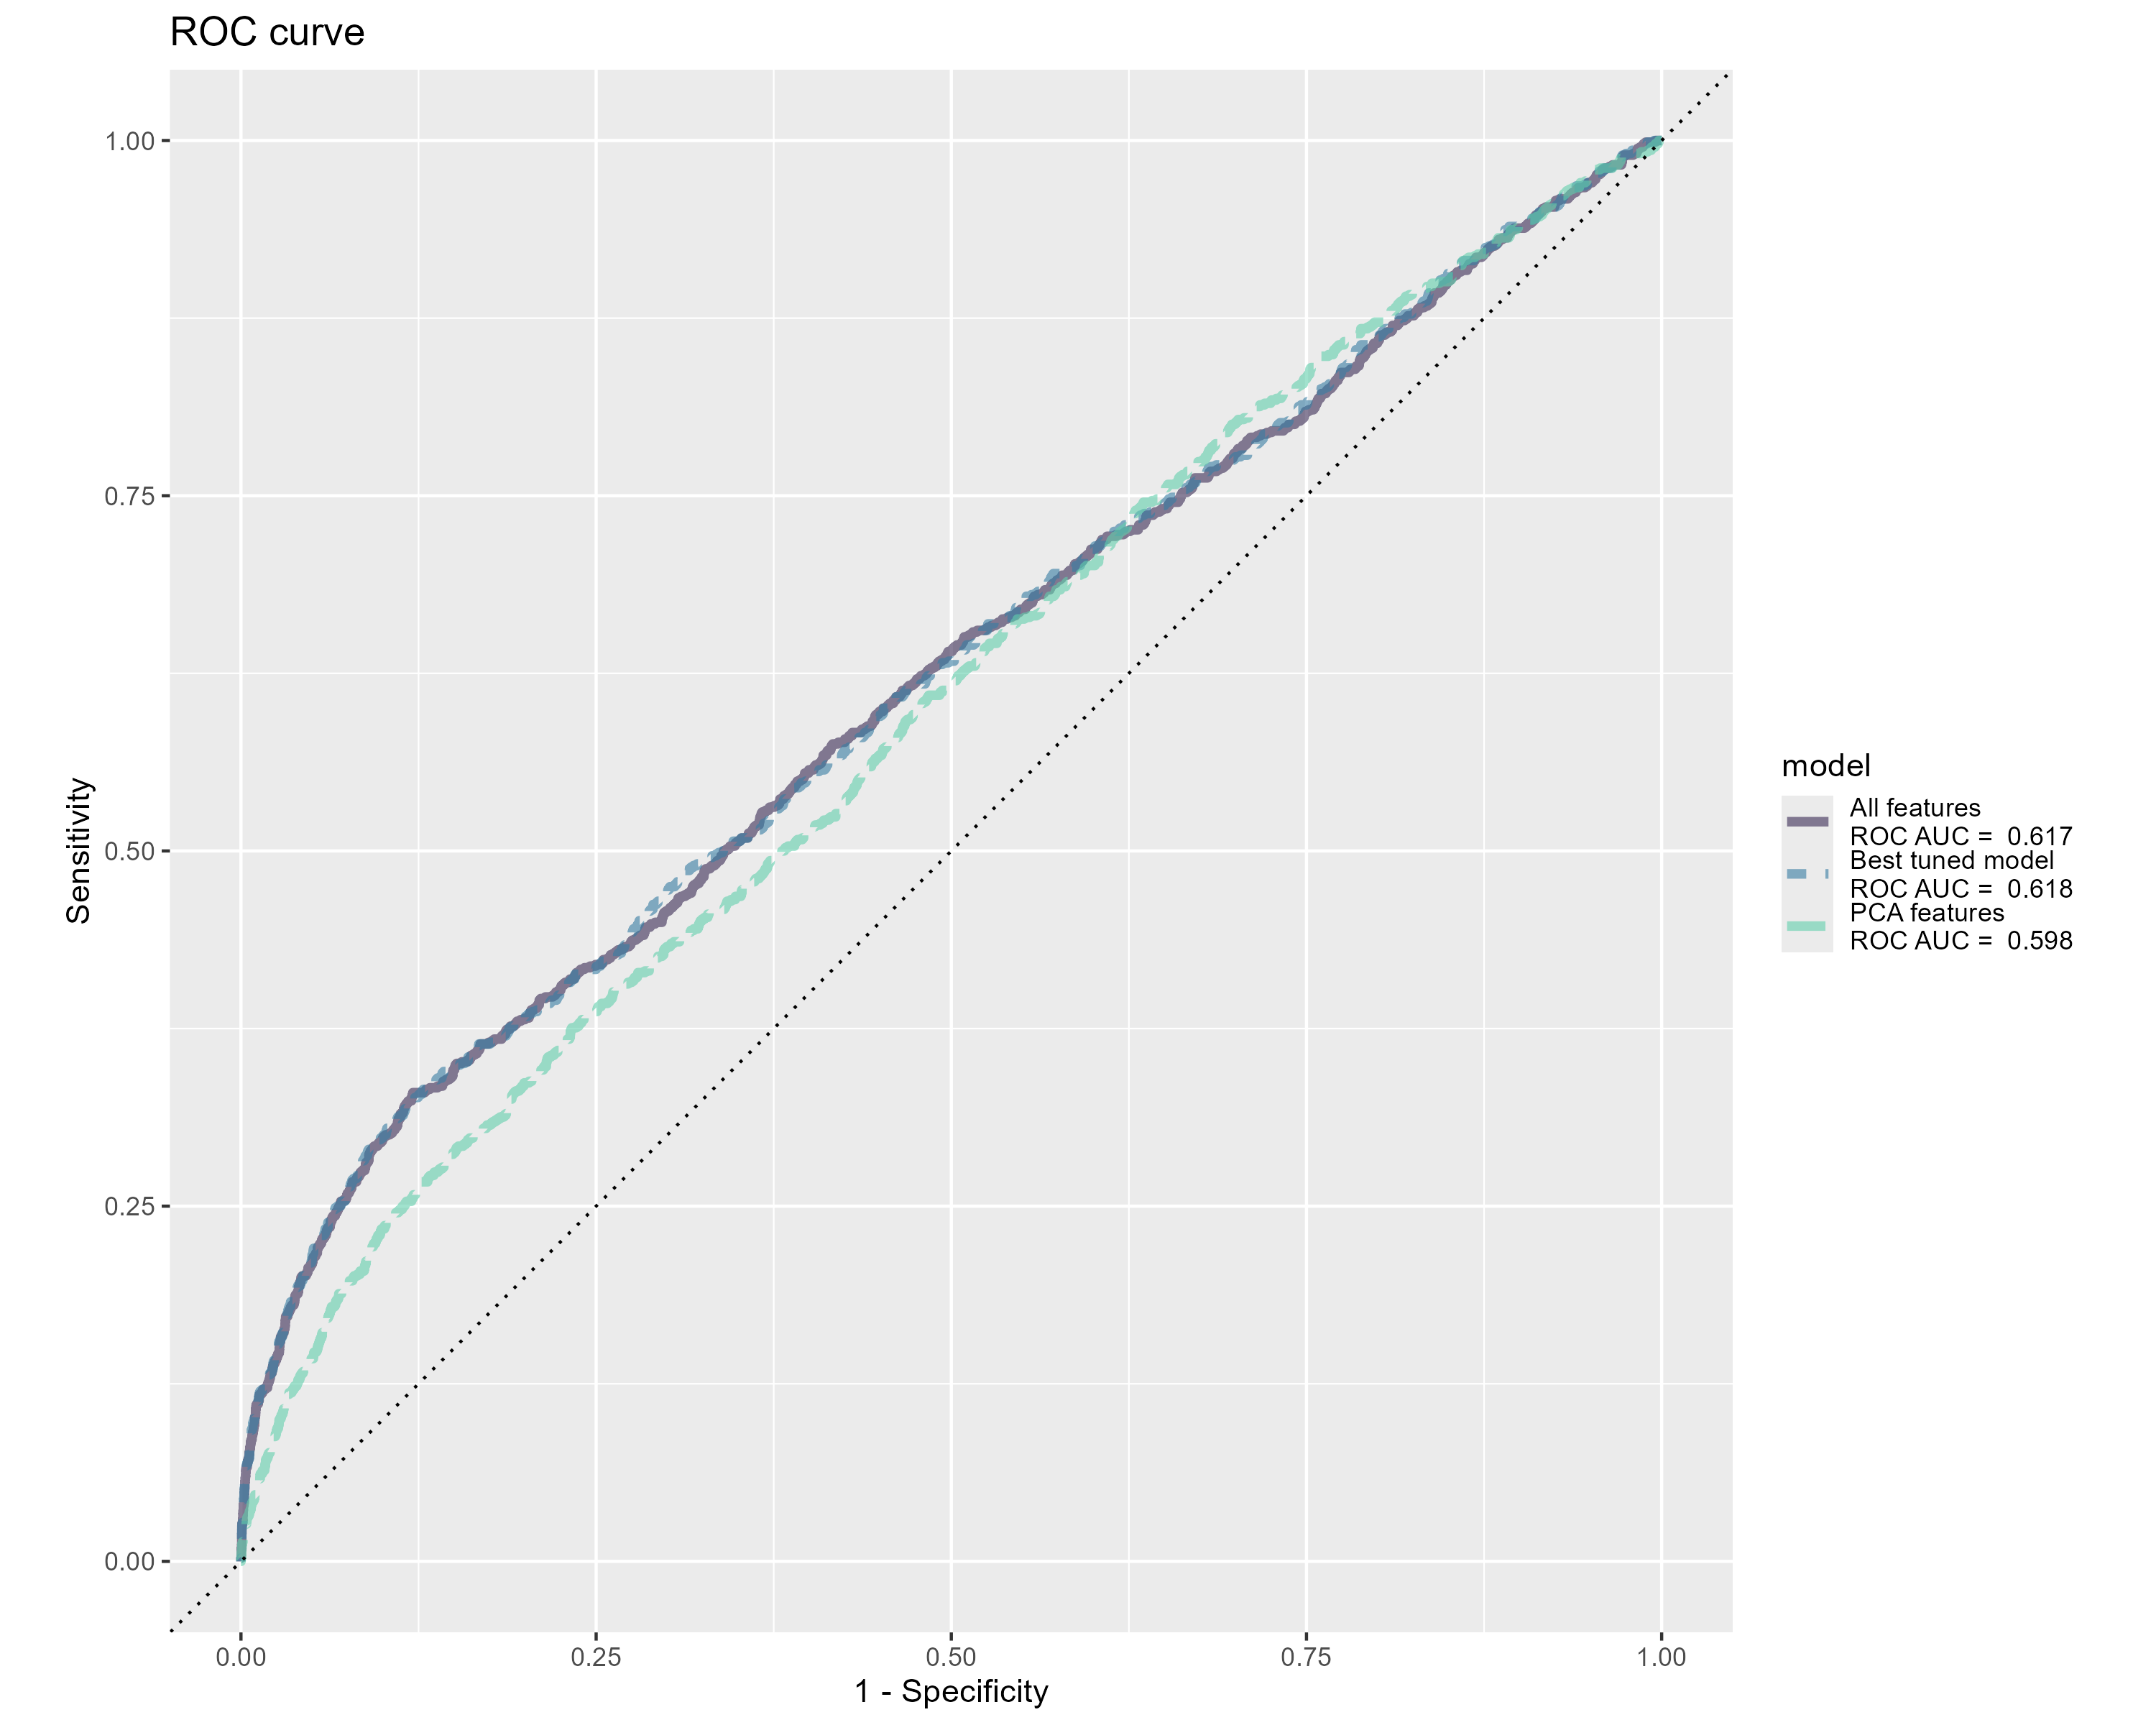 ROC curve
1.00
0.75
0.50
0.25
0.00
Sensitivity
0.00
0.25
0.50
0.75
1.00
1 - Specificity
model
All features
ROC AUC = 0.617
Best tuned model
ROC AUC = 0.618
PCA features
ROC AUC = 0.598